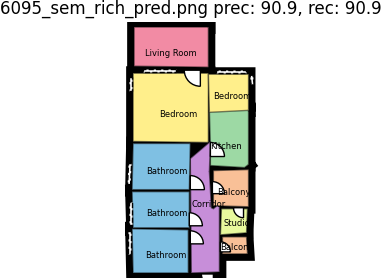 6095_sem_rich_pred.png prec: 90.9, rec: 90.9
Living Room
Bedroom
Bedroom
Kitchen
Bathroom
Balcony
Corridor
Bathroom
Studio
Balcony
Bathroom